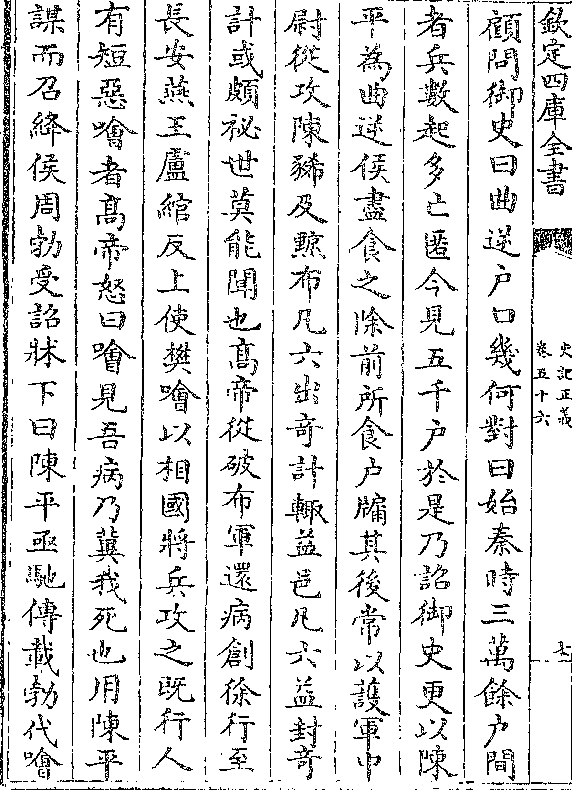 欽定四庫全書
史記正義
卷五十六
七
顧問御史曰曲逆户口幾何對曰始秦時三萬餘户間
者兵數起多亡匿今見五千户於是乃詔御史更以陳
平為曲逆侯盡食之除前所食户牖其後常以護軍中
尉從攻陳豨及黥布凡六出奇計輙益邑凡六益封奇
計或頗祕世莫能聞也髙帝從破布軍還病創徐行至
長安燕王盧綰反上使樊噲以相國將兵攻之既行人
有短惡噲者髙帝怒曰噲見吾病乃冀我死也用陳平
謀而召絳侯周勃受詔牀下曰陳平亟馳傳載勃代噲